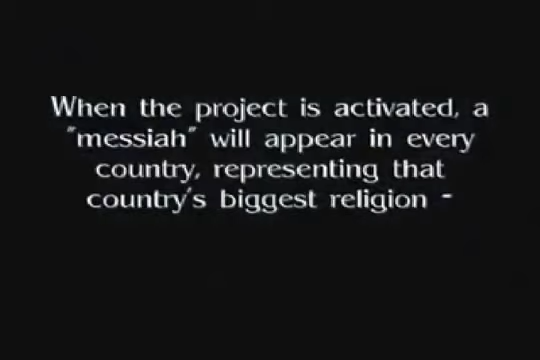 When the project is activated, a
"messiah" will appear in every
country, representing that
country's biggest religion -